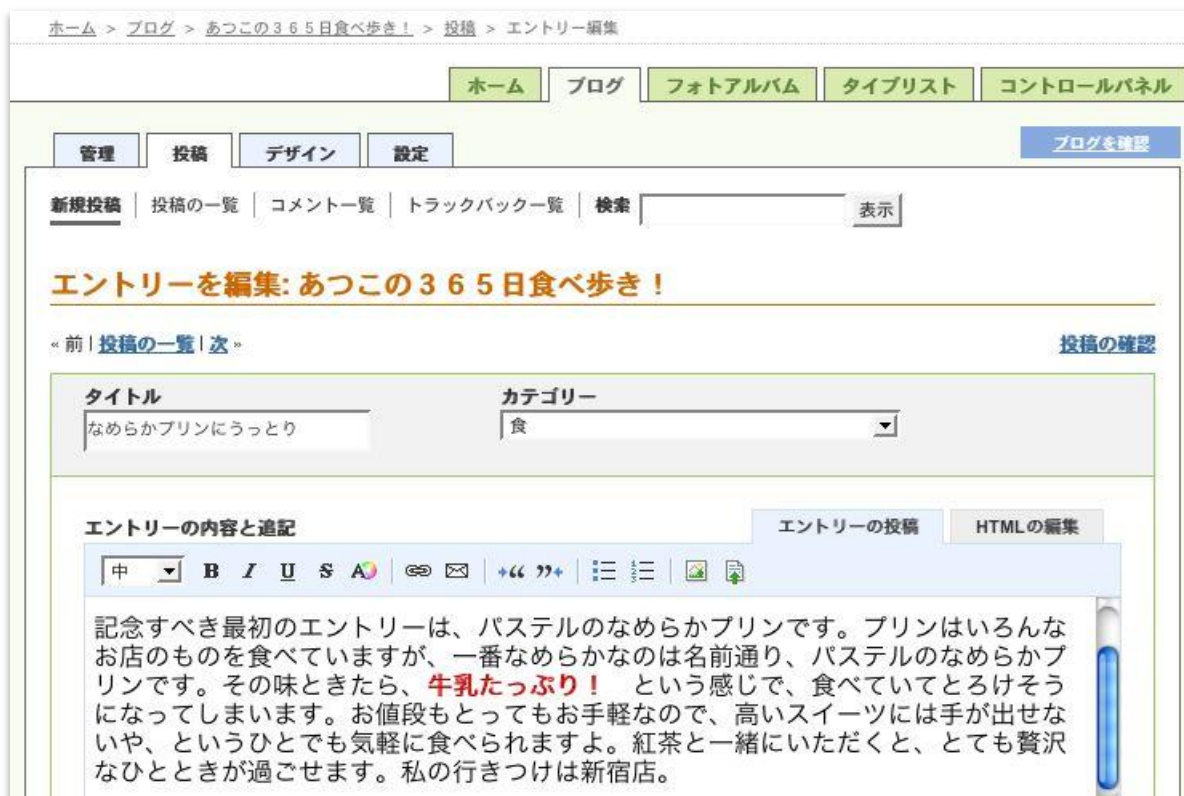 ホーム > ブログ > あつこの３６５日食べ歩き！ > 投稿 > エントリー編集
ホーム ブログ フォトアルバム タイプリスト コントロールパネル
管理 投稿 デザイン 設定 ブログを確認
新規投稿 | 投稿の一覧 | コメント一覧 | トラックバック一覧 | 検索 表示
エントリーを編集: あつこの３６５日食べ歩き！
« 前 | 投稿の一覧 | 次 » 投稿の確認
タイトル カテゴリー
なめらかプリンにうっとり 食
エントリーの内容と追記 エントリーの投稿 HTMLの編集
中 B I U S A
記念すべき最初のエントリーは、パステルのなめらかプリンです。プリンはいろんな
お店のものを食べていますが、一番なめらかなのは名前通り、パステルのなめらかプ
リンです。その味ときたら、牛乳たっぷり！　という感じで、食べていてとろけそう
になってしまいます。お値段もとってもお手軽なので、高いスイーツには手が出せな
いや、というひとでも気軽に食べられますよ。紅茶と一緒にいただくと、とても贅沢
なひとときが過ごせます。私の行きつけは新宿店。